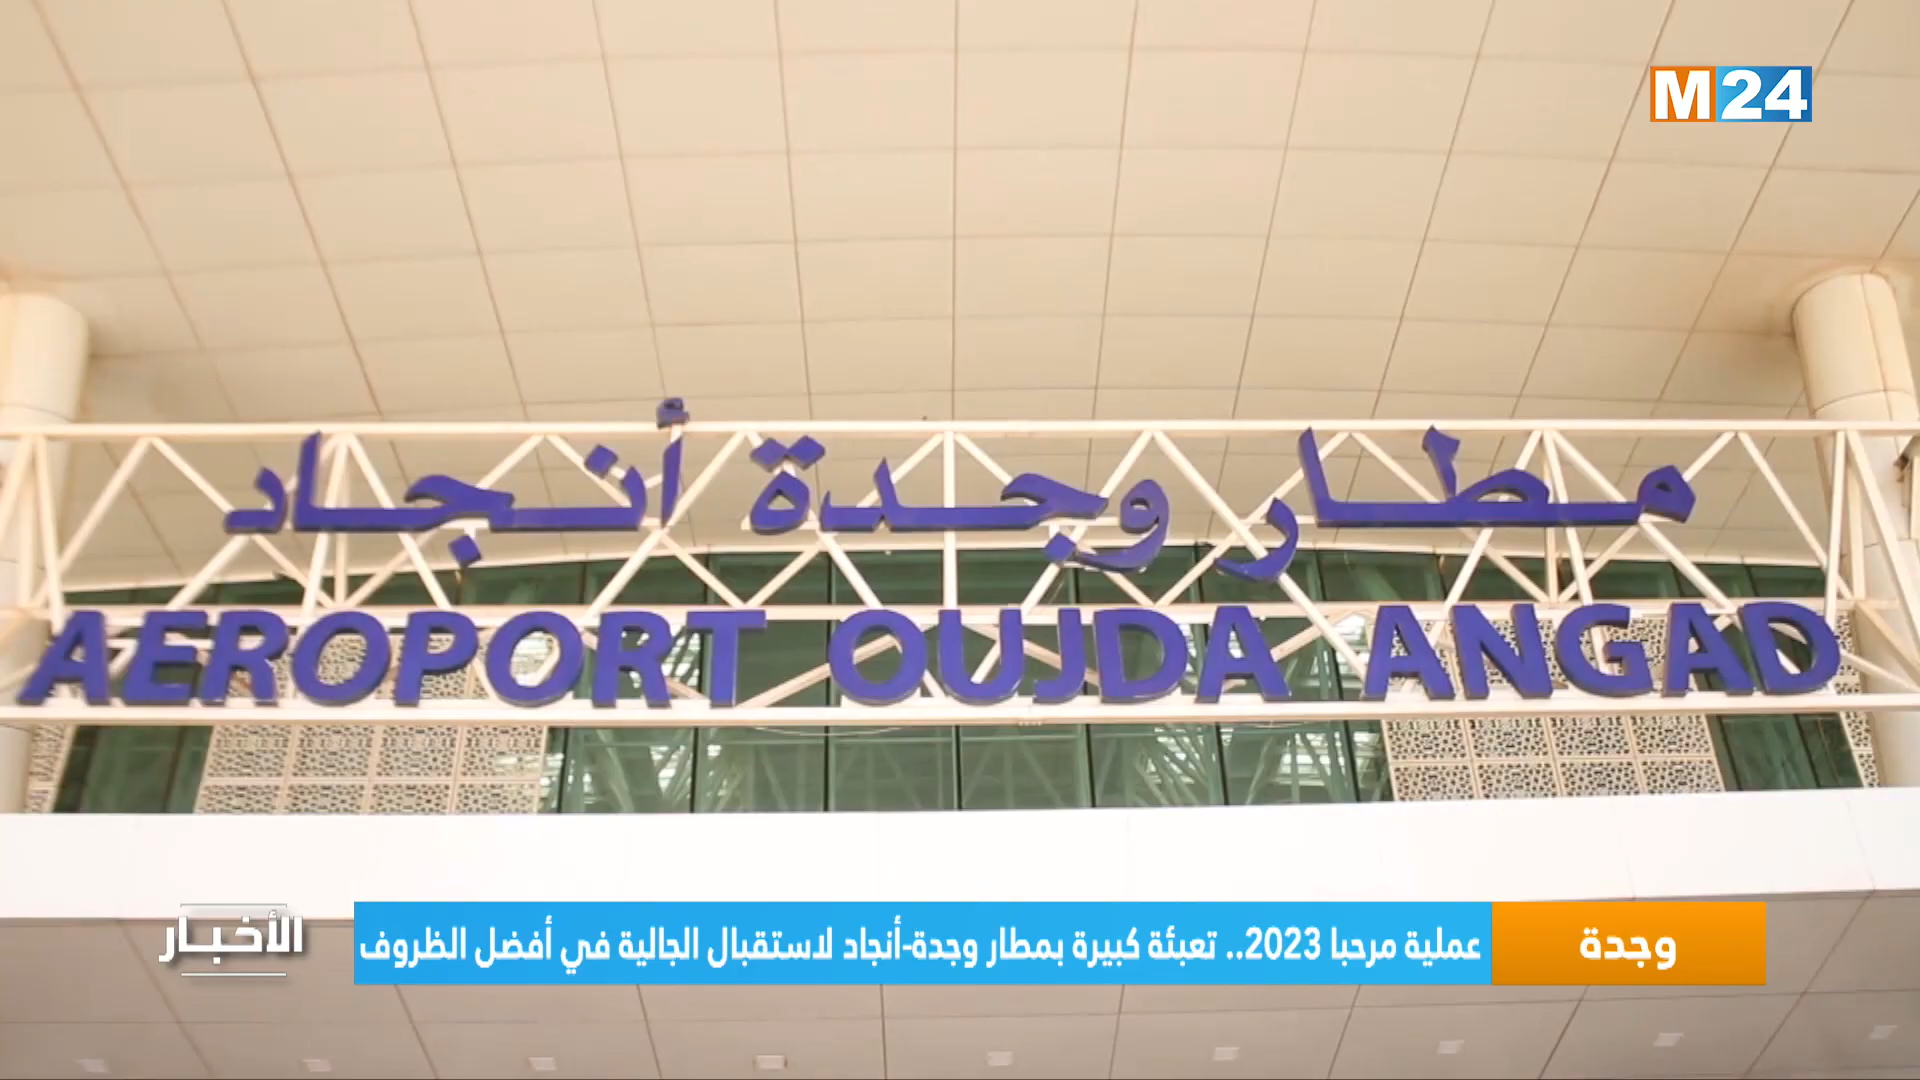 M24
مطار وجدة أنجاد
AEROPORT OUJDA ANGAD
وجدة
عملية مرحبا 2023.. تعبئة كبيرة بمطار وجدة-أنجاد لاستقبال الجالية في أفضل الظروف
الأخبار